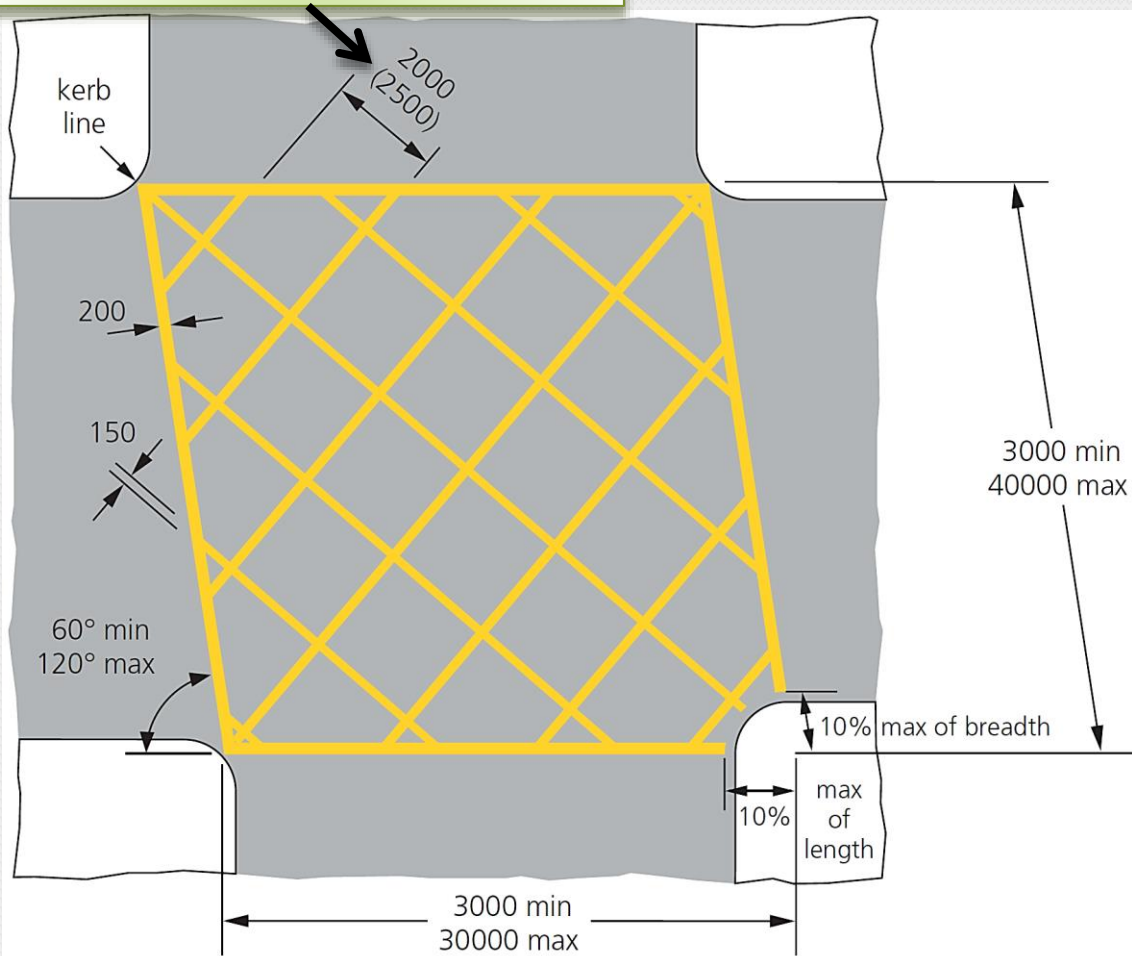 2000
(2500)
kerb
line
200
150
3000 min
40000 max
60° min
120° max
10% max of breadth
10%
max
of
length
3000 min
30000 max